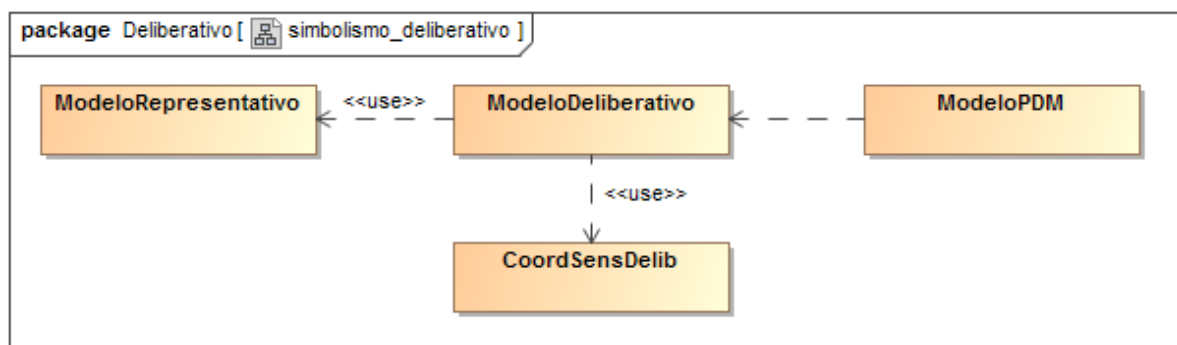 package Deliberativo [ simbolismo_deliberativo ]
ModeloRepresentativo <<use>> ModeloDeliberativo ModeloPDM
<<use>>
CoordSensDelib